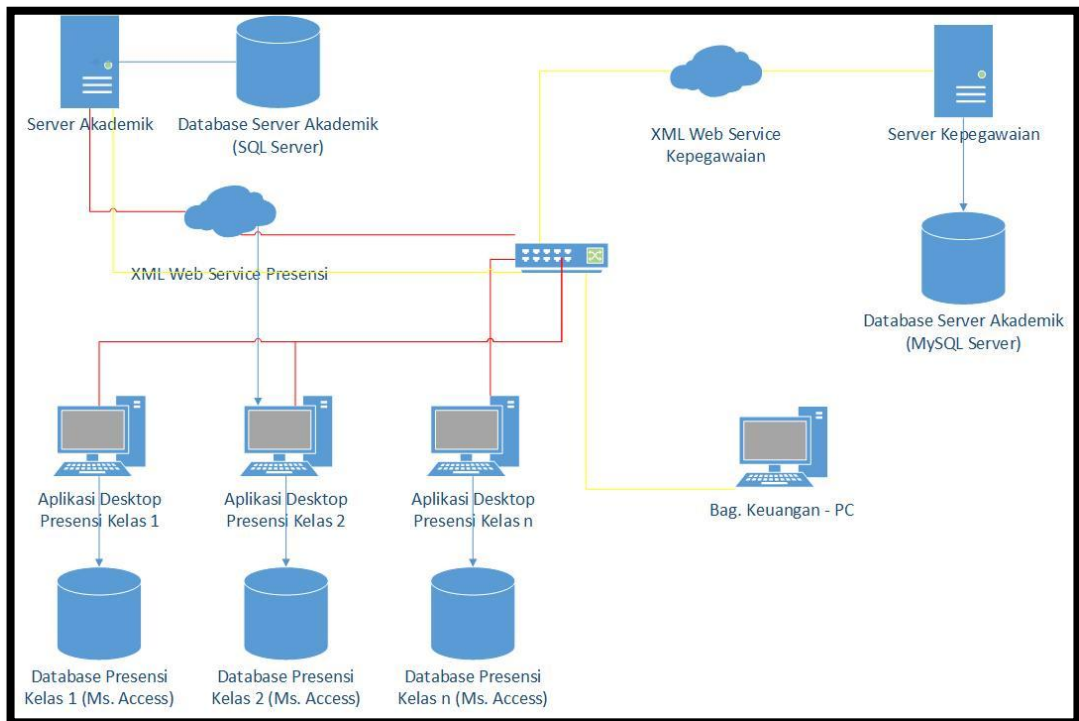 Server Akademik
Database Server Akademik
(SQL Server)
XML Web Service
Kepegawaian
Server Kepegawaian
XML Web Service Presensi
Database Server Akademik
(MySQL Server)
Aplikasi Desktop
Presensi Kelas 1
Aplikasi Desktop
Presensi Kelas 2
Aplikasi Desktop
Presensi Kelas n
Bag. Keuangan - PC
Database Presensi
Kelas 1 (Ms. Access)
Database Presensi
Kelas 2 (Ms. Access)
Database Presensi
Kelas n (Ms. Access)